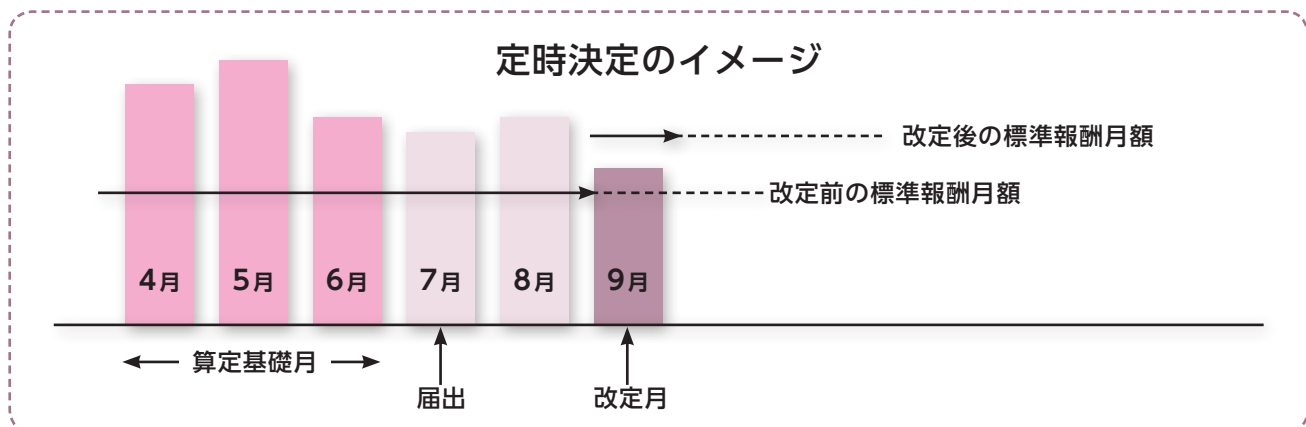 定時決定のイメージ
改定後の標準報酬月額
改定前の標準報酬月額
4月 5月 6月 7月 8月 9月
算定基礎月
届出 改定月